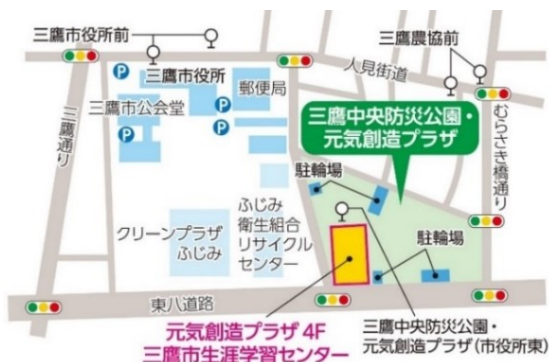 三鷹市役所前
三鷹市役所
三鷹農協前
人見街道
P
P
P
P
郵便局
三鷹市公会堂
三鷹通り
むらさき橋通り
三鷹中央防災公園・
元気創造プラザ
駐輪場
クリーンプラザ
ふじみ
ふじみ
衛生組合
リサイクル
センター
駐輪場
東八道路
元気創造プラザ 4F
三鷹市生涯学習センター
三鷹中央防災公園・
元気創造プラザ(市役所東)